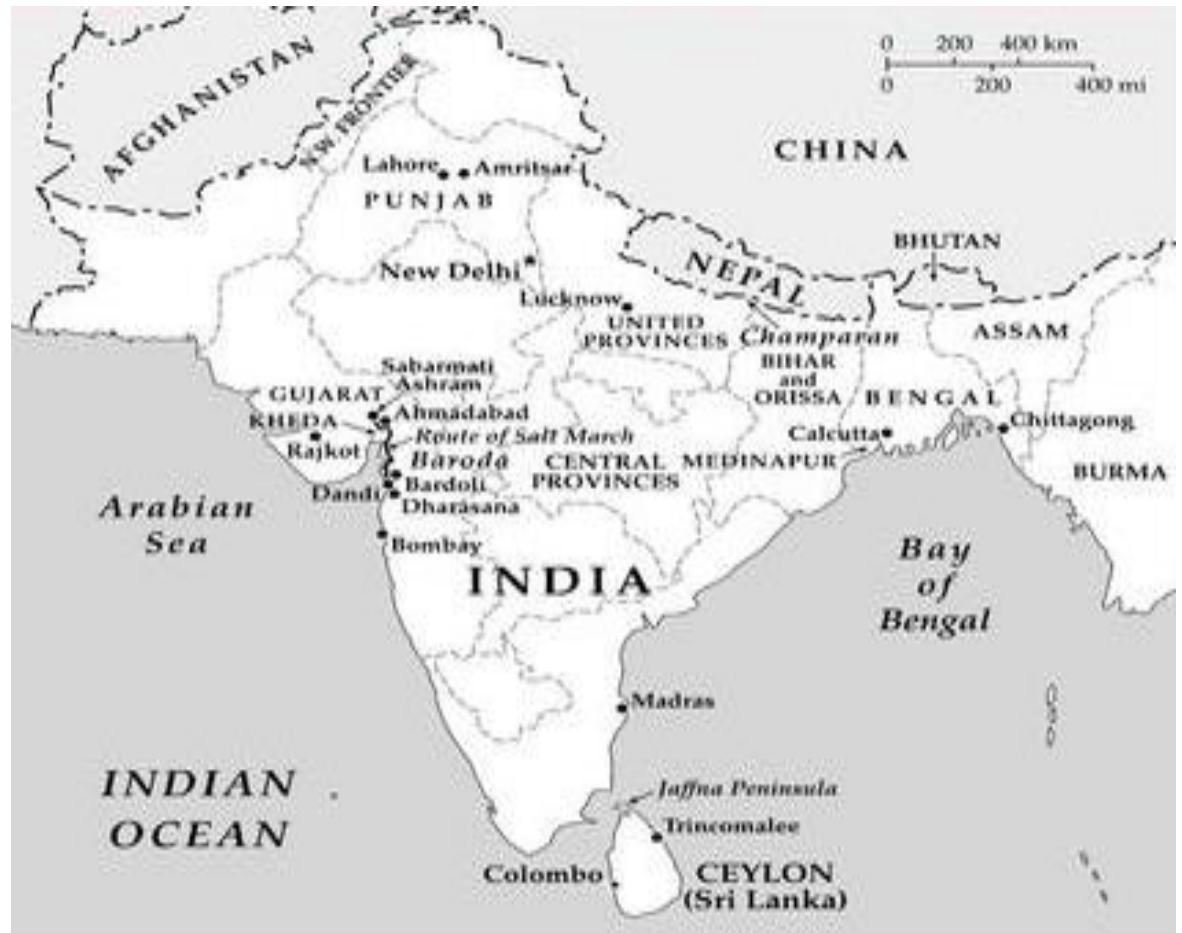 0 200 400 km
0 200 400 mi
AFGHANISTAN
N.W. FRONTIER
CHINA
Lahore
Amritsar
PUNJAB
BHUTAN
NEPAL
New Delhi
Lucknow
UNITED
PROVINCES
Champaran
ASSAM
BIHAR
and
ORISSA
Sabarmati
Ashram
GUJARAT
BENGAL
KHEDA
Ahmadabad
Chittagong
Rajkot
Route of Salt March
Calcutta
Baroda
CENTRAL
PROVINCES
MEDINAPUR
BURMA
Bardoli
Dandi
Dharasana
Arabian
Sea
Bombay
INDIA
Bay
of
Bengal
Madras
INDIAN
OCEAN
Jaffna Peninsula
Trincomalee
Colombo
CEYLON
(Sri Lanka)